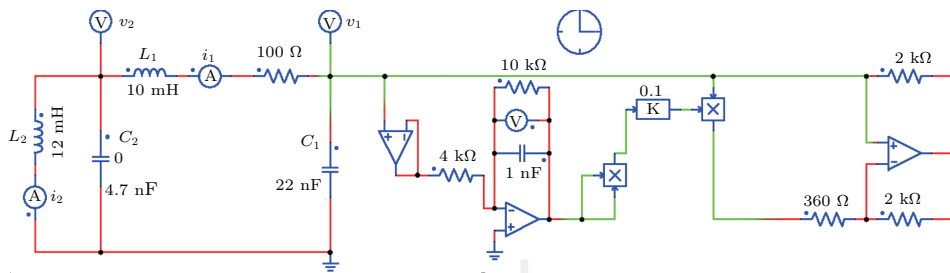 V v₂
V v₁
L₁
i₁
100 Ω
10 kΩ
2 kΩ
A
10 mH
0.1
K
V
L₂
12 mH
C₂
0
C₁
4 kΩ
1 nF
4.7 nF
22 nF
A i₂
360 Ω
2 kΩ